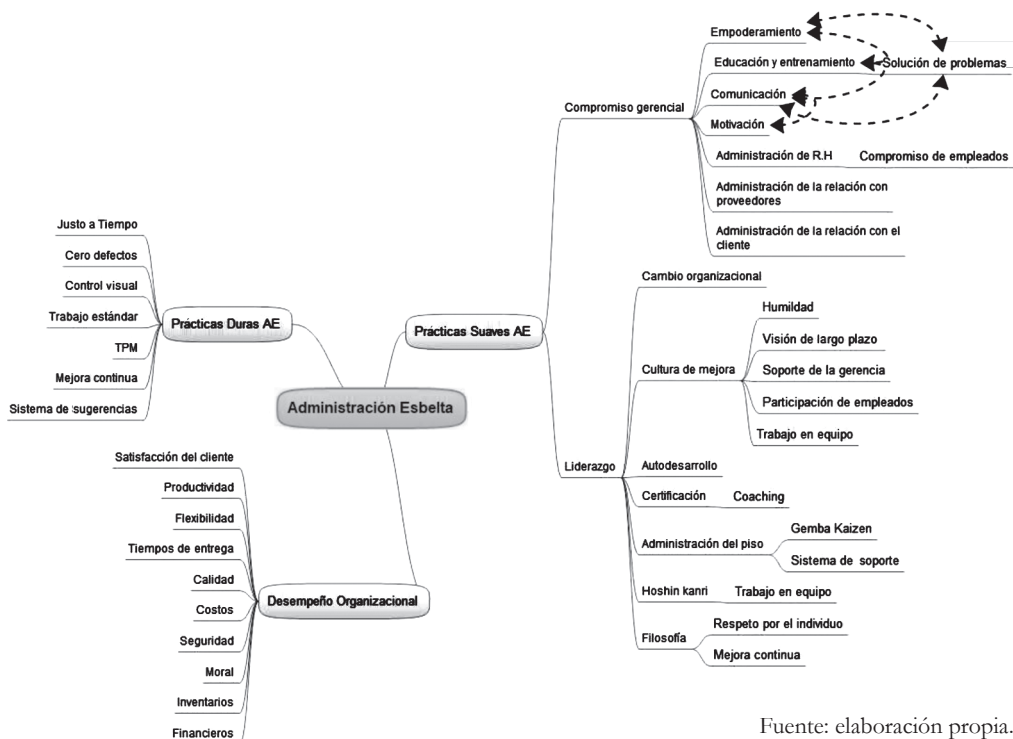 Administración Esbelta
Prácticas Duras AE
Justo a Tiempo
Cero defectos
Control visual
Trabajo estándar
TPM
Mejora continua
Sistema de sugerencias
Desempeño Organizacional
Satisfacción del cliente
Productividad
Flexibilidad
Tiempos de entrega
Calidad
Costos
Seguridad
Moral
Inventarios
Financieros
Prácticas Suaves AE
Compromiso gerencial
Empoderamiento
Educación y entrenamiento
Solución de problemas
Comunicación
Motivación
Administración de R.H
Compromiso de empleados
Administración de la relación con
proveedores
Administración de la relación con el
cliente
Liderazgo
Cambio organizacional
Cultura de mejora
Humildad
Visión de largo plazo
Soporte de la gerencia
Participación de empleados
Trabajo en equipo
Autodesarrollo
Certificación
Coaching
Administración del piso
Gemba Kaizen
Sistema de soporte
Hoshin kanri
Trabajo en equipo
Filosofía
Respeto por el individuo
Mejora continua
Fuente: elaboración propia.